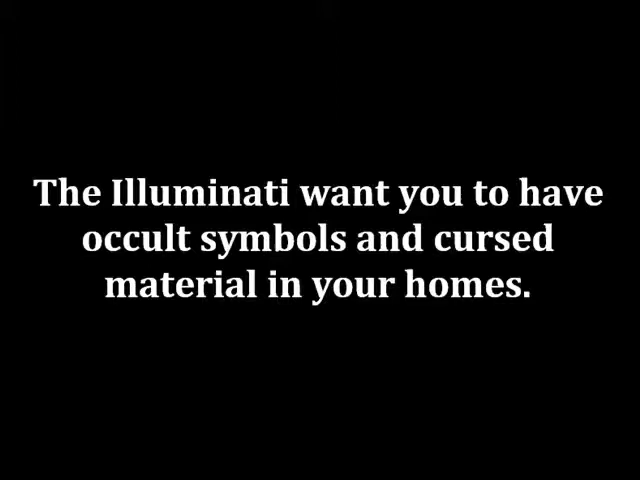 The Illuminati want you to have
occult symbols and cursed
material in your homes.